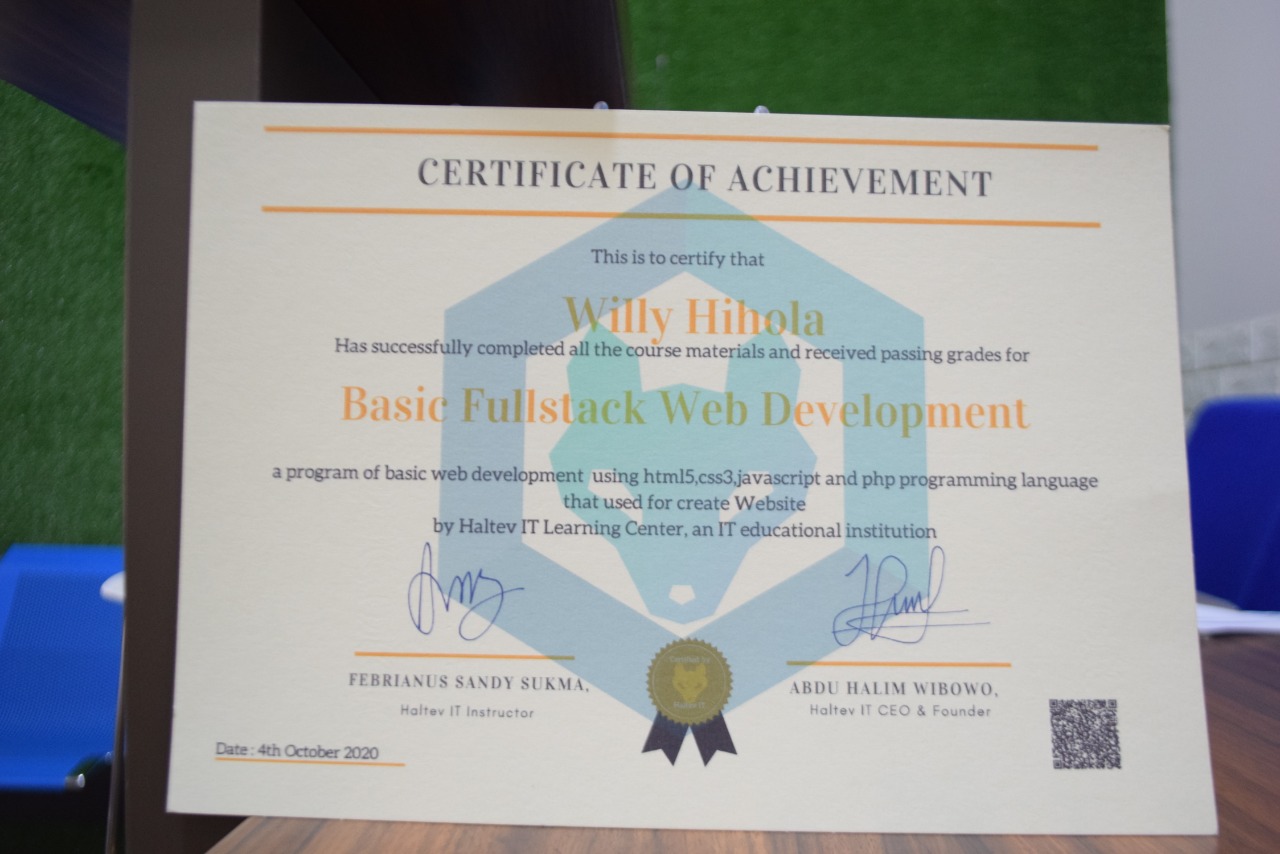 CERTIFICATE OF ACHIEVEMENT
This is to certify that
Willy Hihola
Has successfully completed all the course materials and received passing grades for
Basic Fullstack Web Development
a program of basic web development using html5,css3,javascript and php programming language
that used for create Website
by Haltev IT Learning Center, an IT educational institution
FEBRIANUS SANDY SUKMA,
Haltev IT Instructor
ABDU HALIM WIBOWO,
Haltev IT CEO & Founder
Haltev IT
Date : 4th October 2020